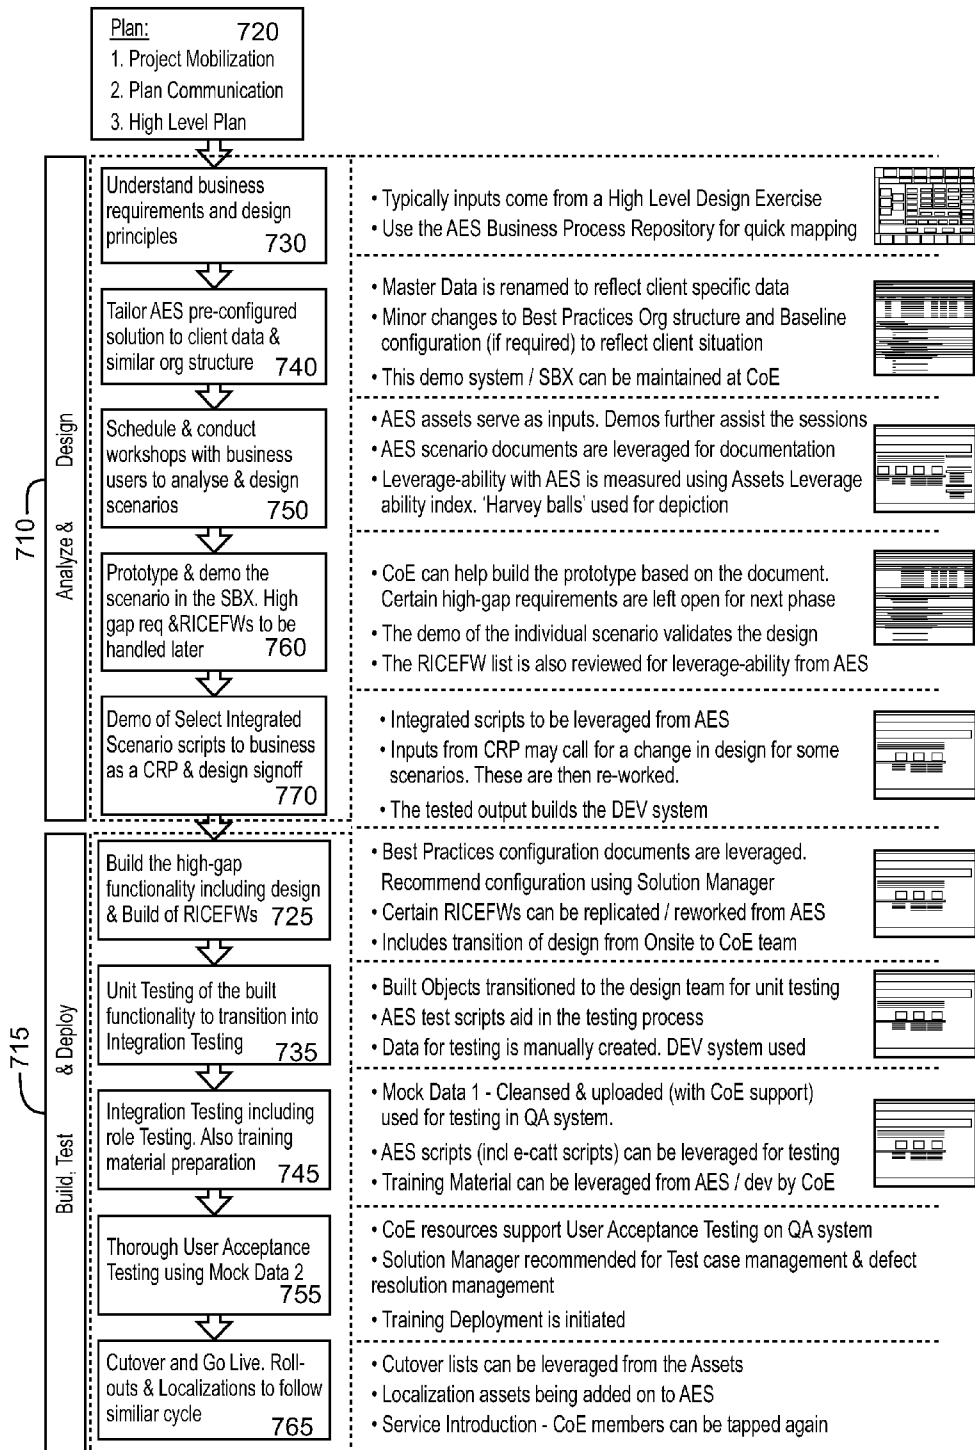 Plan: 720
1. Project Mobilization
2. Plan Communication
3. High Level Plan
710
Analyze & Design
Understand business
requirements and design
principles 730
• Typically inputs come from a High Level Design Exercise
• Use the AES Business Process Repository for quick mapping
Tailor AES pre-configured
solution to client data &
similar org structure 740
• Master Data is renamed to reflect client specific data
• Minor changes to Best Practices Org structure and Baseline
configuration (if required) to reflect client situation
• This demo system / SBX can be maintained at CoE
Schedule & conduct
workshops with business
users to analyse & design
scenarios 750
• AES assets serve as inputs. Demos further assist the sessions
• AES scenario documents are leveraged for documentation
• Leverage-ability with AES is measured using Assets Leverage
ability index. ‘Harvey balls’ used for depiction
Prototype & demo the
scenario in the SBX. High
gap req &RICEFWs to be
handled later 760
• CoE can help build the prototype based on the document.
Certain high-gap requirements are left open for next phase
• The demo of the individual scenario validates the design
• The RICEFW list is also reviewed for leverage-ability from AES
Demo of Select Integrated
Scenario scripts to business
as a CRP & design signoff
770
• Integrated scripts to be leveraged from AES
• Inputs from CRP may call for a change in design for some
scenarios. These are then re-worked.
• The tested output builds the DEV system
715
Build, Test & Deploy
Build the high-gap
functionality including design
& Build of RICEFWs 725
• Best Practices configuration documents are leveraged.
Recommend configuration using Solution Manager
• Certain RICEFWs can be replicated / reworked from AES
• Includes transition of design from Onsite to CoE team
Unit Testing of the built
functionality to transition into
Integration Testing 735
• Built Objects transitioned to the design team for unit testing
• AES test scripts aid in the testing process
• Data for testing is manually created. DEV system used
Integration Testing including
role Testing. Also training
material preparation 745
• Mock Data 1 - Cleansed & uploaded (with CoE support)
used for testing in QA system.
• AES scripts (incl e-catt scripts) can be leveraged for testing
• Training Material can be leveraged from AES / dev by CoE
Thorough User Acceptance
Testing using Mock Data 2
755
• CoE resources support User Acceptance Testing on QA system
• Solution Manager recommended for Test case management & defect
resolution management
• Training Deployment is initiated
Cutover and Go Live. Roll-
outs & Localizations to follow
similiar cycle 765
• Cutover lists can be leveraged from the Assets
• Localization assets being added on to AES
• Service Introduction - CoE members can be tapped again